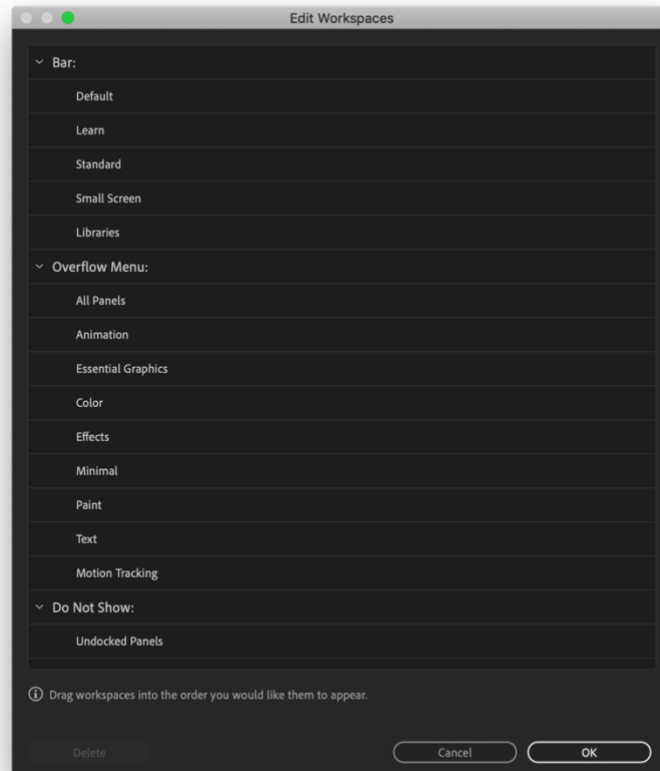 Edit Workspaces
Bar:
Default
Learn
Standard
Small Screen
Libraries
Overflow Menu:
All Panels
Animation
Essential Graphics
Color
Effects
Minimal
Paint
Text
Motion Tracking
Do Not Show:
Undocked Panels
Drag workspaces into the order you would like them to appear.
Delete
Cancel
OK